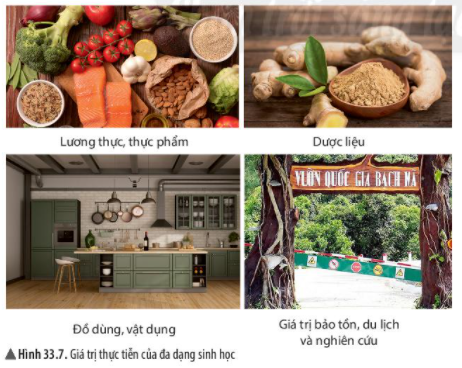 Lương thực, thực phẩm
Dược liệu
VƯỜN QUỐC GIA BẠCH MÃ
Đồ dùng, vật dụng
Giá trị bảo tồn, du lịch
và nghiên cứu
▲Hình 33.7. Giá trị thực tiễn của đa dạng sinh học